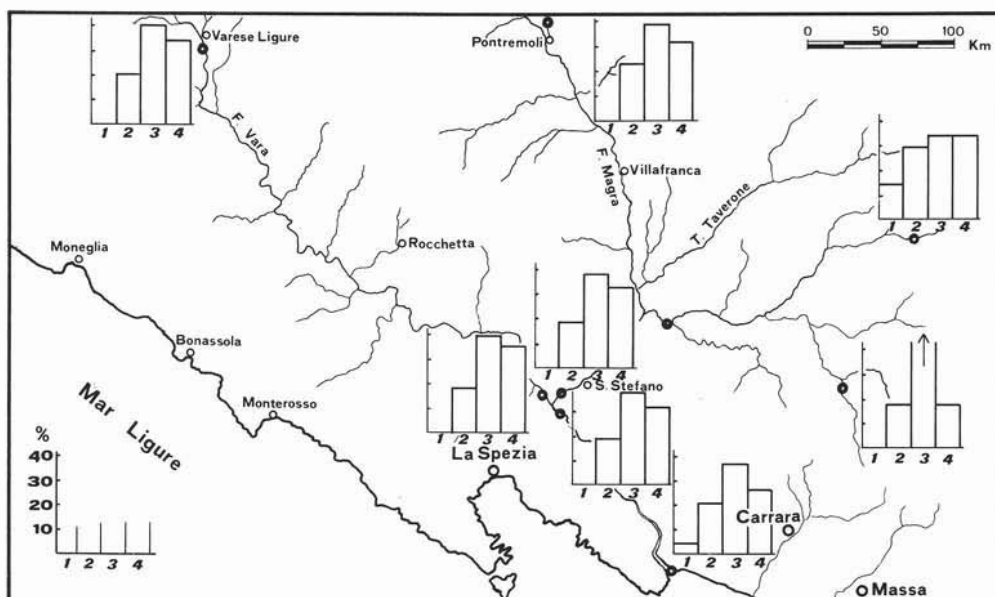 Varese Ligure
Pontremoli
0 50 100
Km
1 2 3 4
1 2 3 4
F. Vara
F. Magra
Villafranca
T. Taverone
1 2 3 4
Moneglia
Rocchetta
Bonassola
1 2 3 4
S. Stefano
Mar Ligure
Monterosso
1 2 3 4
La Spezia
1 2 3 4
1 2 3 4
%
40
30
20
10
1 2 3 4
Carrara
1 2 3 4
Massa